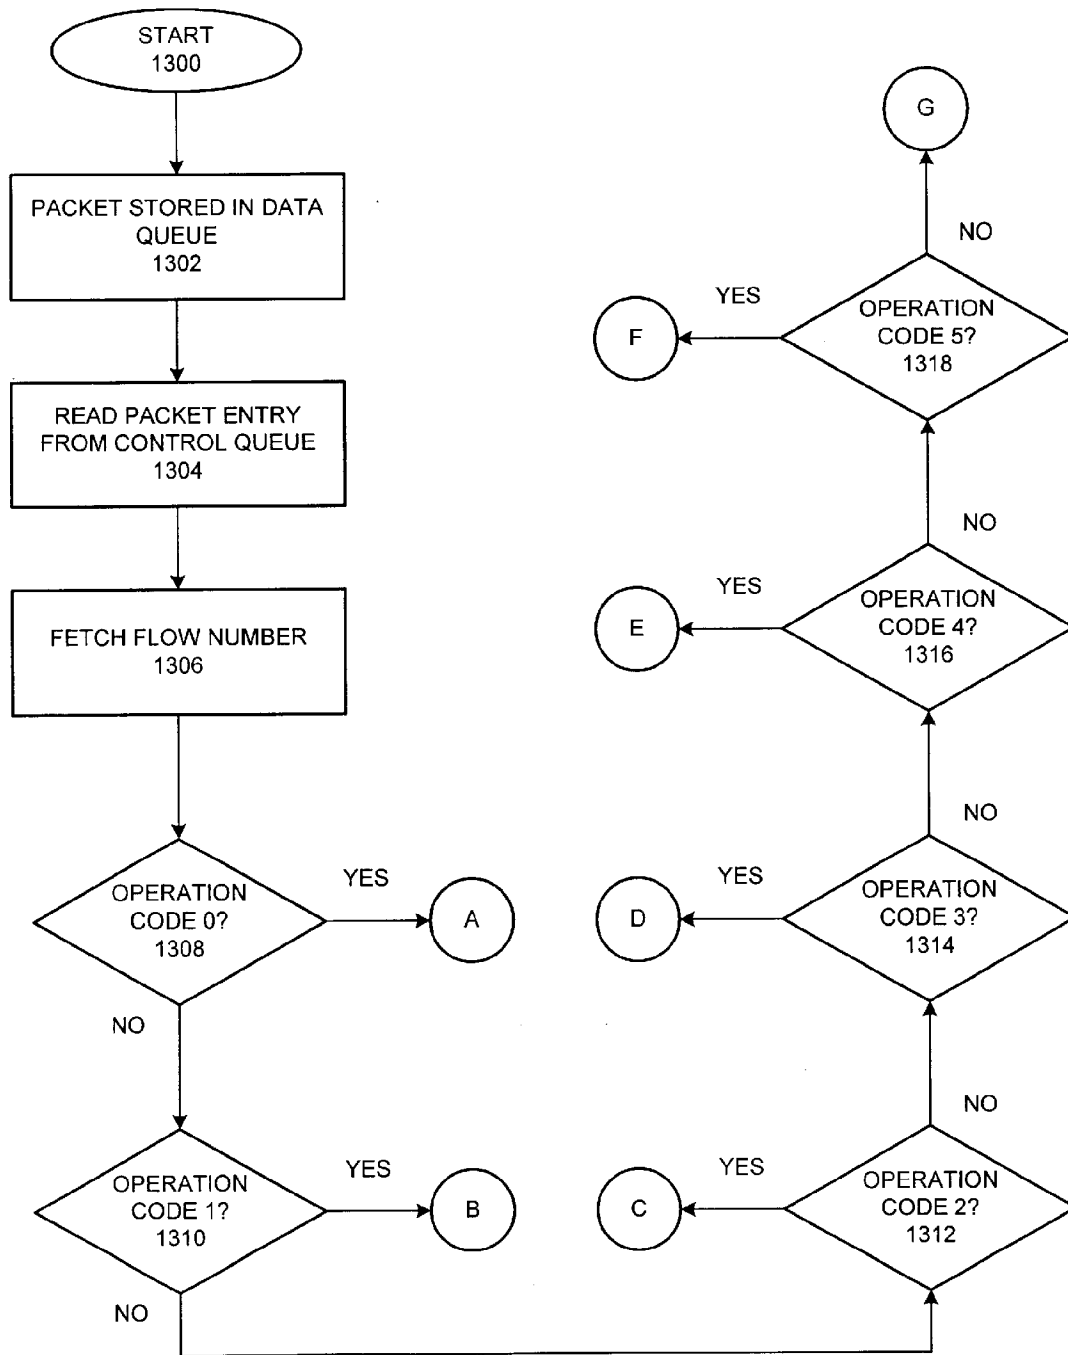 START
1300
PACKET STORED IN DATA
QUEUE
1302
READ PACKET ENTRY
FROM CONTROL QUEUE
1304
FETCH FLOW NUMBER
1306
OPERATION
CODE 0?
1308
YES
A
NO
OPERATION
CODE 1?
1310
YES
B
NO
OPERATION
CODE 2?
1312
YES
C
NO
OPERATION
CODE 3?
1314
YES
D
NO
OPERATION
CODE 4?
1316
YES
E
NO
OPERATION
CODE 5?
1318
YES
F
NO
G